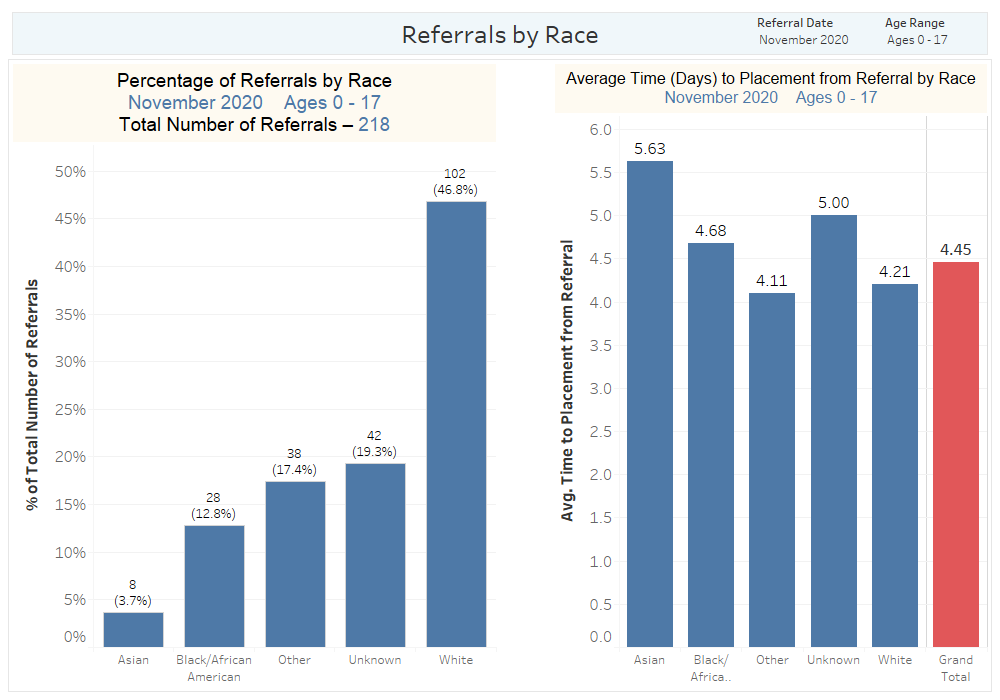 Referrals by Race
Referral Date
November 2020
Age Range
Ages 0 - 17
Percentage of Referrals by Race
November 2020 Ages 0 - 17
Total Number of Referrals – 218
% of Total Number of Referrals
50%
45%
40%
35%
30%
25%
20%
15%
10%
5%
0%
8
(3.7%)
28
(12.8%)
38
(17.4%)
42
(19.3%)
102
(46.8%)
Asian
Black/African
American
Other
Unknown
White
Average Time (Days) to Placement from Referral by Race
November 2020 Ages 0 - 17
Avg. Time to Placement from Referral
6.0
5.5
5.0
4.5
4.0
3.5
3.0
2.5
2.0
1.5
1.0
0.5
0.0
5.63
4.68
4.11
5.00
4.21
4.45
Asian
Black/
Africa..
Other
Unknown
White
Grand
Total